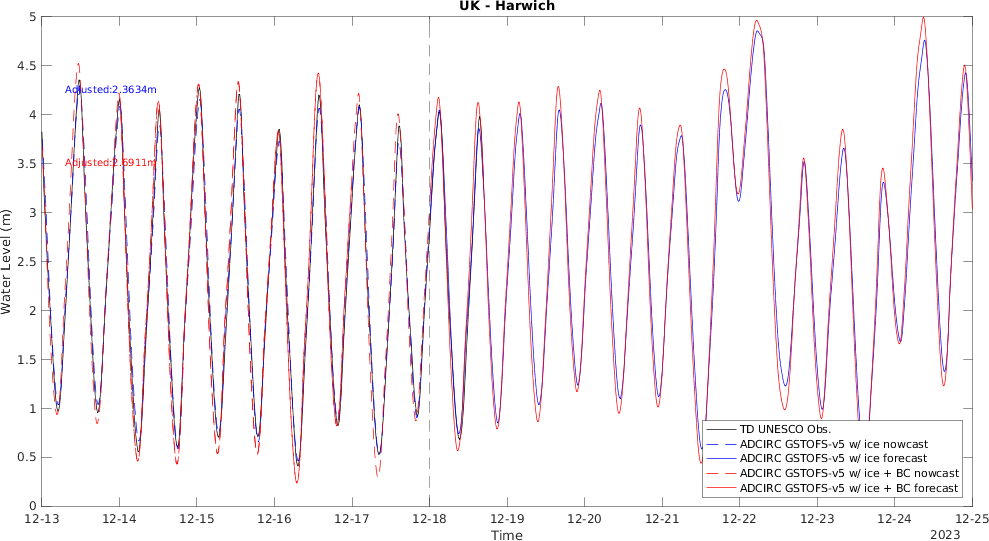 UK - Harwich
5
4.5
4
3.5
3
2.5
2
1.5
1
0.5
0
Water Level (m)
Adjusted:2.3634m
Adjusted:2.6911m
TD UNESCO Obs.
ADCIRC GSTOFS-v5 w/ ice nowcast
ADCIRC GSTOFS-v5 w/ ice forecast
ADCIRC GSTOFS-v5 w/ ice + BC nowcast
ADCIRC GSTOFS-v5 w/ ice + BC forecast
12-13 12-14 12-15 12-16 12-17 12-18 12-19 12-20 12-21 12-22 12-23 12-24 12-25
Time
2023